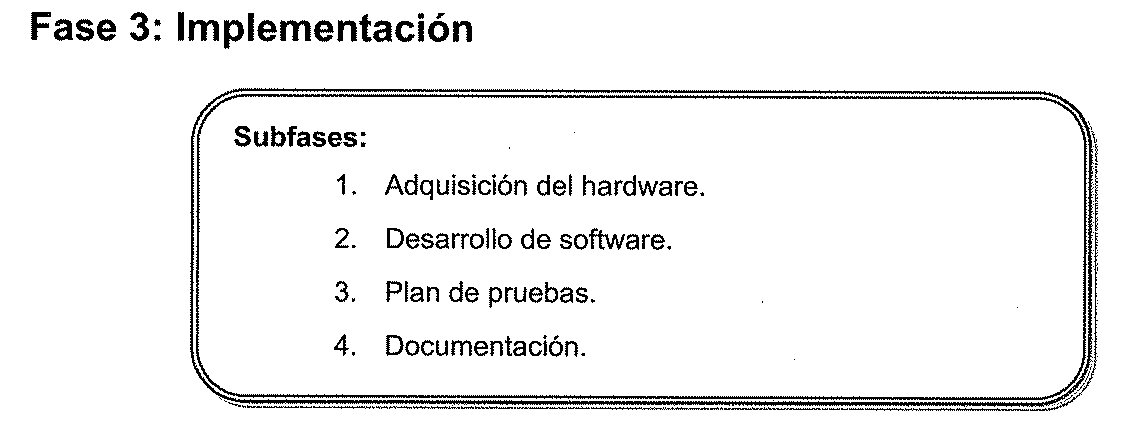 Fase 3: Implementación
Subfases:
1. Adquisición del hardware.
2. Desarrollo de software.
3. Plan de pruebas.
4. Documentación.